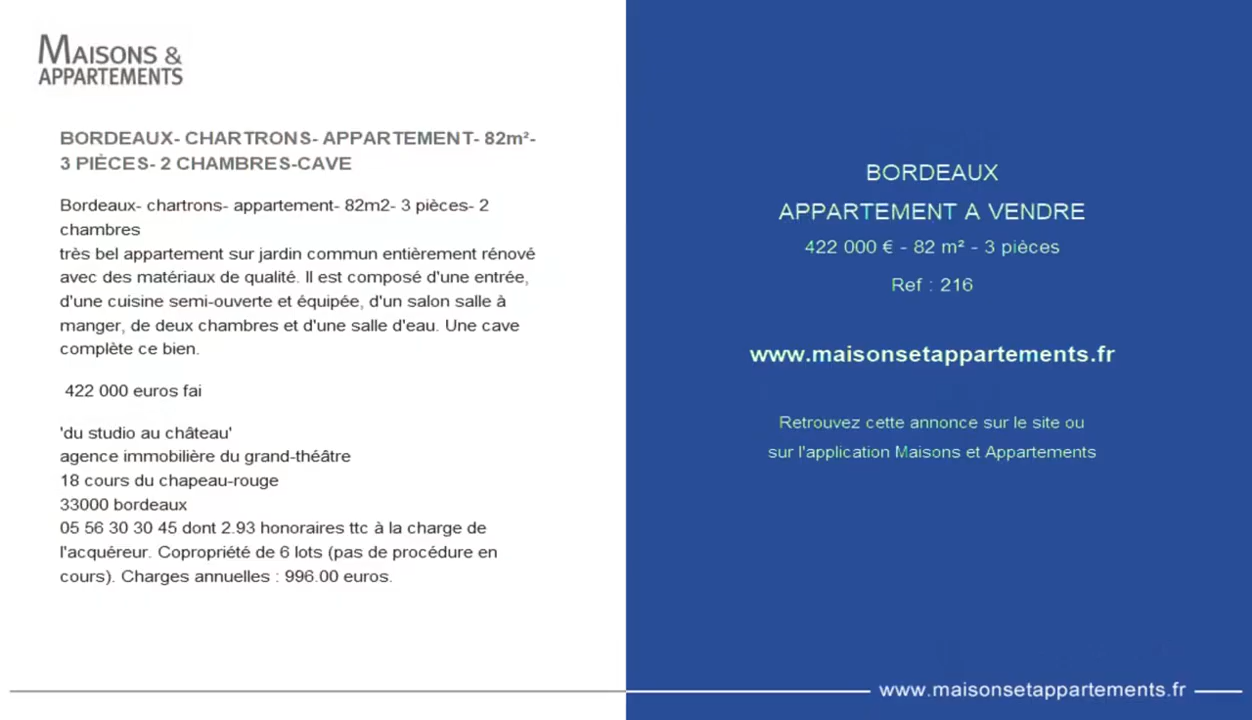 MAISONS &
APPARTEMENTS
BORDEAUX- CHARTRONS- APPARTEMENT- 82m²-
3 PIÈCES- 2 CHAMBRES-CAVE
Bordeaux- chartrons- appartement- 82m2- 3 pièces- 2
chambres
très bel appartement sur jardin commun entièrement rénové
avec des matériaux de qualité. Il est composé d'une entrée,
d'une cuisine semi-ouverte et équipée, d'un salon salle à
manger, de deux chambres et d'une salle d'eau. Une cave
complète ce bien.
422 000 euros fai
'du studio au château'
agence immobilière du grand-théâtre
18 cours du chapeau-rouge
33000 bordeaux
05 56 30 30 45 dont 2.93 honoraires ttc à la charge de
l'acquéreur. Copropriété de 6 lots (pas de procédure en
cours). Charges annuelles : 996.00 euros.
BORDEAUX
APPARTEMENT A VENDRE
422 000 € - 82 m² - 3 pièces
Ref : 216
www.maisonsetappartements.fr
Retrouvez cette annonce sur le site ou
sur l'application Maisons et Appartements
www.maisonsetappartements.fr